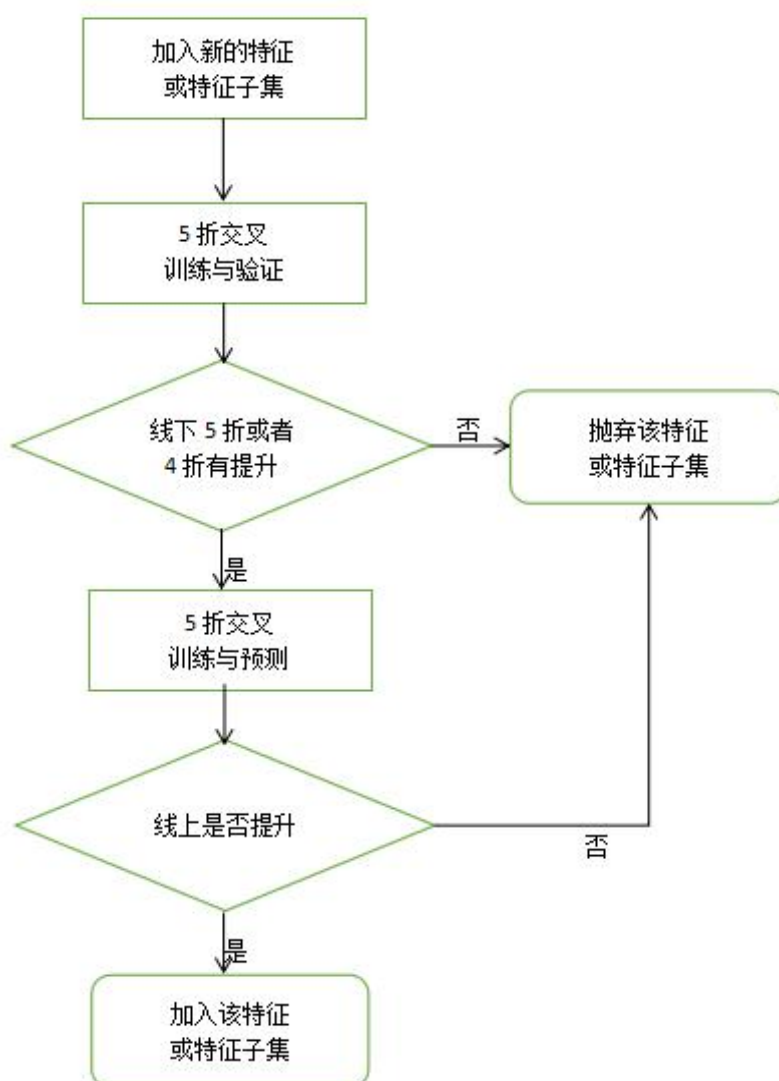 加入新的特征
或特征子集
5 折交叉
训练与验证
线下 5 折或者
4 折有提升
否
抛弃该特征
或特征子集
是
5 折交叉
训练与预测
线上是否提升
否
是
加入该特征
或特征子集